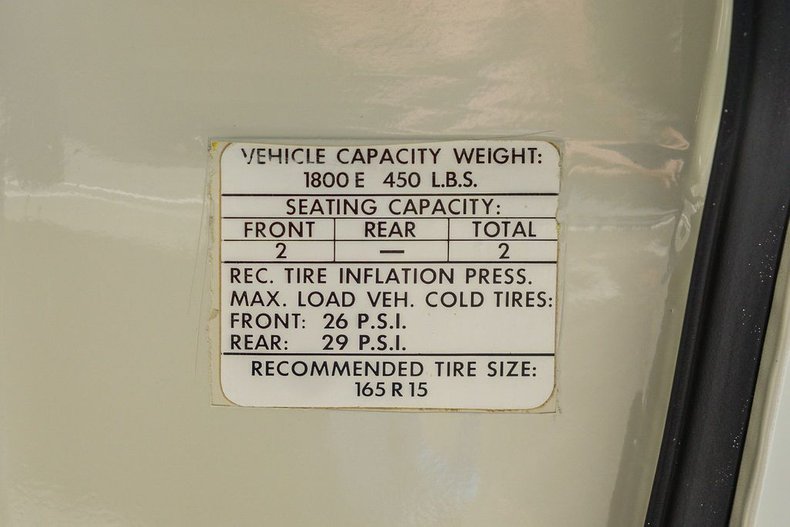 VEHICLE CAPACITY WEIGHT:
1800 E 450 L.B.S.
SEATING CAPACITY:
FRONT REAR TOTAL
2 — 2
REC. TIRE INFLATION PRESS.
MAX. LOAD VEH. COLD TIRES:
FRONT: 26 P.S.I.
REAR: 29 P.S.I.
RECOMMENDED TIRE SIZE:
165 R 15